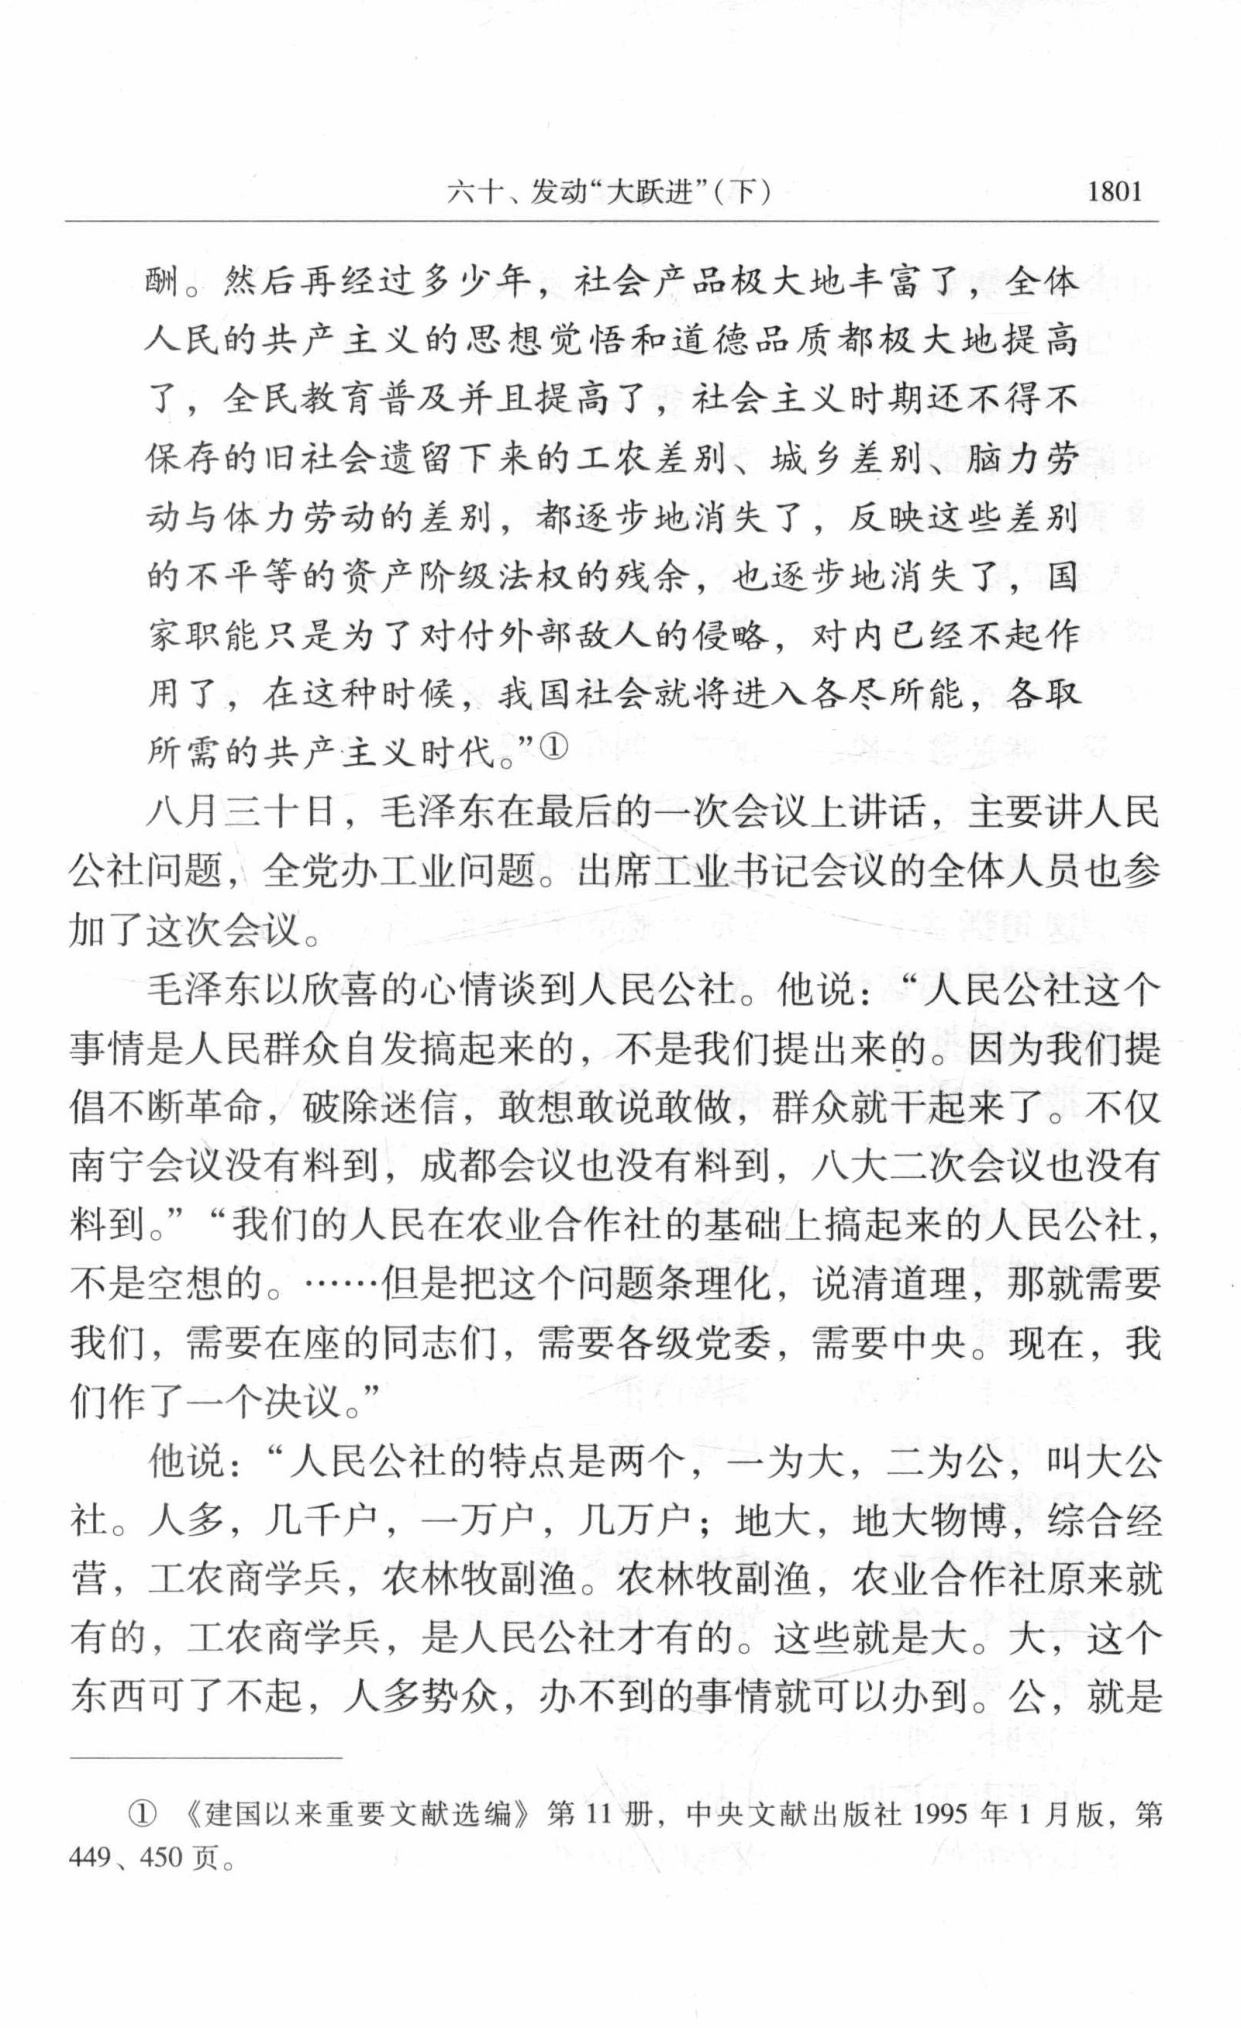 六十、发动“大跃进”(下) 1801
酬。然后再经过多少年，社会产品极大地丰富了，全体
人民的共产主义的思想觉悟和道德品质都极大地提高
了，全民教育普及并且提高了，社会主义时期还不得不
保存的旧社会遗留下来的工农差别、城乡差别、脑力劳
动与体力劳动的差别，都逐步地消失了，反映这些差别
的不平等的资产阶级法权的残余，也逐步地消失了，国
家职能只是为了对付外部敌人的侵略，对内已经不起作
用了，在这种时候，我国社会就将进入各尽所能，各取
所需的共产主义时代。”①
八月三十日，毛泽东在最后的一次会议上讲话，主要讲人民
公社问题，全党办工业问题。出席工业书记会议的全体人员也参
加了这次会议。
毛泽东以欣喜的心情谈到人民公社。他说：“人民公社这个
事情是人民群众自发搞起来的，不是我们提出来的。因为我们提
倡不断革命，破除迷信，敢想敢说敢做，群众就干起来了。不仅
南宁会议没有料到，成都会议也没有料到，八大二次会议也没有
料到。”“我们的人民在农业合作社的基础上搞起来的人民公社，
不是空想的。……但是把这个问题条理化，说清道理，那就需要
我们，需要在座的同志们，需要各级党委，需要中央。现在，我
们作了一个决议。”
他说：“人民公社的特点是两个，一为大，二为公，叫大公
社。人多，几千户，一万户，几万户；地大，地大物博，综合经
营，工农商学兵，农林牧副渔。农林牧副渔，农业合作社原来就
有的，工农商学兵，是人民公社才有的。这些就是大。大，这个
东西可了不起，人多势众，办不到的事情就可以办到。公，就是
① 《建国以来重要文献选编》第 11 册，中央文献出版社 1995 年 1 月版，第
449、450 页。